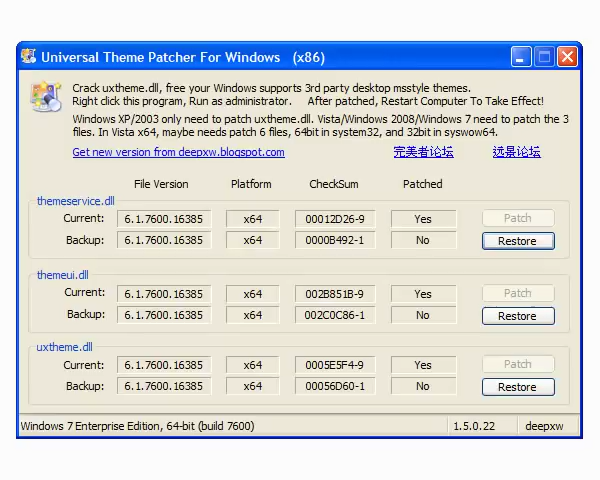 Universal Theme Patcher For Windows (x86)
Crack uxtheme.dll, free your Windows supports 3rd party desktop msstyle themes.
Right click this program, Run as administrator. After patched, Restart Computer To Take Effect!
Windows XP/2003 only need to patch uxtheme.dll. Vista/Windows 2008/Windows 7 need to patch the 3
files. In Vista x64, maybe needs patch 6 files, 64bit in system32, and 32bit in syswow64.
Get new version from deepxw.blogspot.com 完美者论坛 远景论坛
File Version Platform CheckSum Patched
themeservice.dll
Current: 6.1.7600.16385 x64 00012D26-9 Yes Patch
Backup: 6.1.7600.16385 x64 0000B492-1 No Restore
themeui.dll
Current: 6.1.7600.16385 x64 002B851B-9 Yes Patch
Backup: 6.1.7600.16385 x64 002C0C86-1 No Restore
uxtheme.dll
Current: 6.1.7600.16385 x64 0005E5F4-9 Yes Patch
Backup: 6.1.7600.16385 x64 00056D60-1 No Restore
Windows 7 Enterprise Edition, 64-bit (build 7600) 1.5.0.22 deepxw